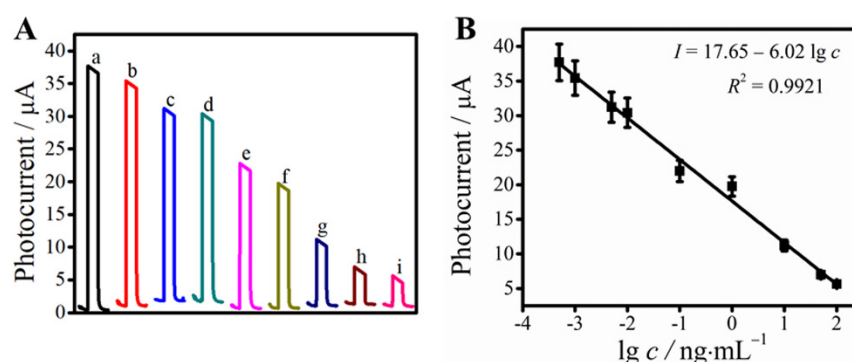 A
Photocurrent / μA
40
35
30
25
20
15
10
5
0
a
b
c
d
e
f
g
h
i
B
Photocurrent / μA
40
35
30
25
20
15
10
5
I = 17.65 – 6.02 lg c
R² = 0.9921
-4 -3 -2 -1 0 1 2
lg c / ng·mL⁻¹